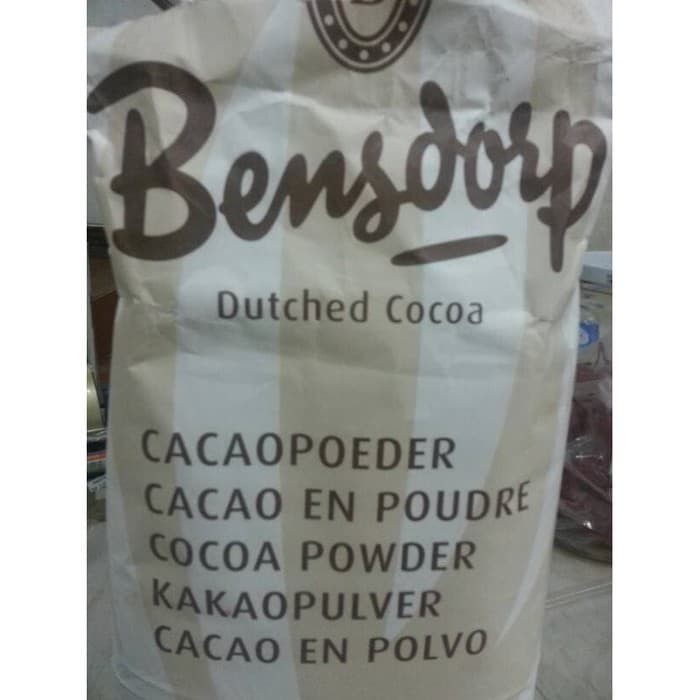 Bensdorp
Dutched Cocoa
CACAOPOEDER
CACAO EN POUDRE
COCOA POWDER
KAKAOPULVER
CACAO EN POLVO